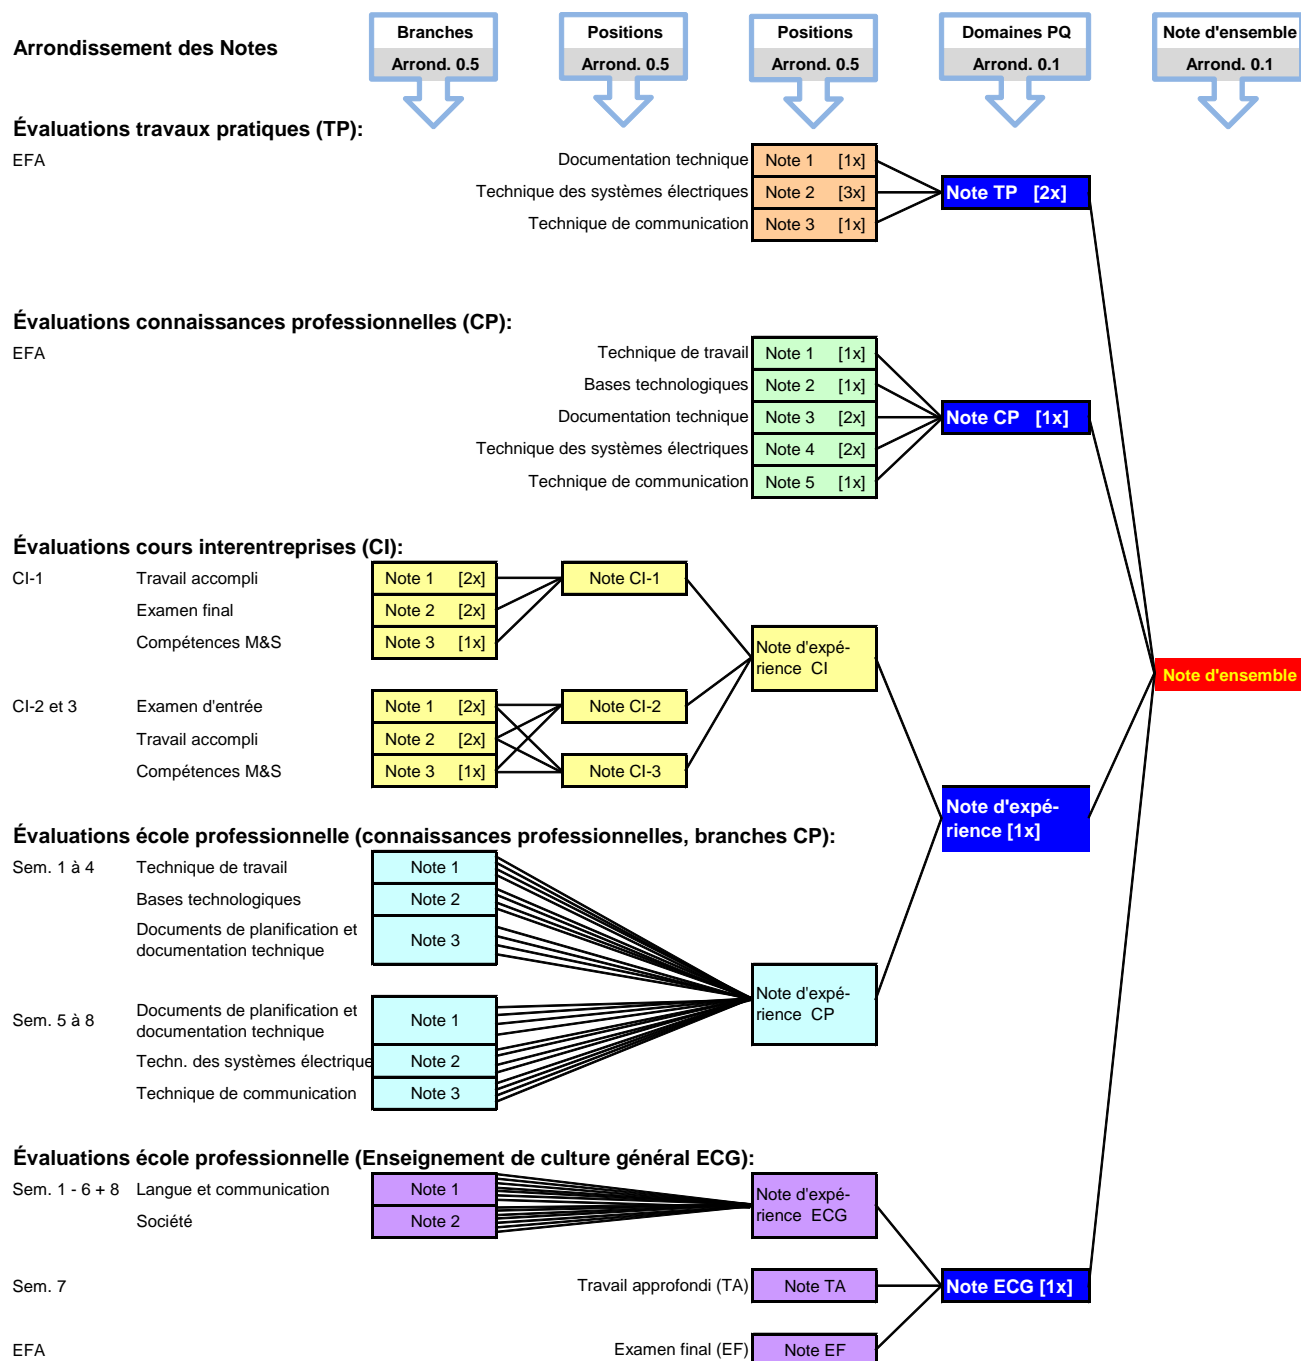 Arrondissement des Notes
Branches
Arrond. 0.5
Positions
Arrond. 0.5
Positions
Arrond. 0.5
Domaines PQ
Arrond. 0.1
Note d'ensemble
Arrond. 0.1
Évaluations travaux pratiques (TP):
EFA
Documentation technique Note 1 [1x]
Technique des systèmes électriques Note 2 [3x]
Technique de communication Note 3 [1x]
Note TP [2x]
Évaluations connaissances professionnelles (CP):
EFA
Technique de travail Note 1 [1x]
Bases technologiques Note 2 [1x]
Documentation technique Note 3 [2x]
Technique des systèmes électriques Note 4 [2x]
Technique de communication Note 5 [1x]
Note CP [1x]
Évaluations cours interentreprises (CI):
CI-1 Travail accompli Note 1 [2x] Note CI-1
Examen final Note 2 [2x]
Compétences M&S Note 3 [1x]
Note d'expé-
rience CI
Note d'ensemble
CI-2 et 3 Examen d'entrée Note 1 [2x] Note CI-2
Travail accompli Note 2 [2x]
Compétences M&S Note 3 [1x] Note CI-3
Note d'expé-
rience [1x]
Évaluations école professionnelle (connaissances professionnelles, branches CP):
Sem. 1 à 4 Technique de travail Note 1
Bases technologiques Note 2
Documents de planification et
documentation technique
Note 3
Note d'expé-
rience CP
Sem. 5 à 8
Documents de planification et
documentation technique
Note 1
Techn. des systèmes électrique Note 2
Technique de communication Note 3
Évaluations école professionnelle (Enseignement de culture général ECG):
Sem. 1 - 6 + 8 Langue et communication Note 1
Société Note 2
Note d'expé-
rience ECG
Sem. 7 Travail approfondi (TA) Note TA
Note ECG [1x]
EFA Examen final (EF) Note EF